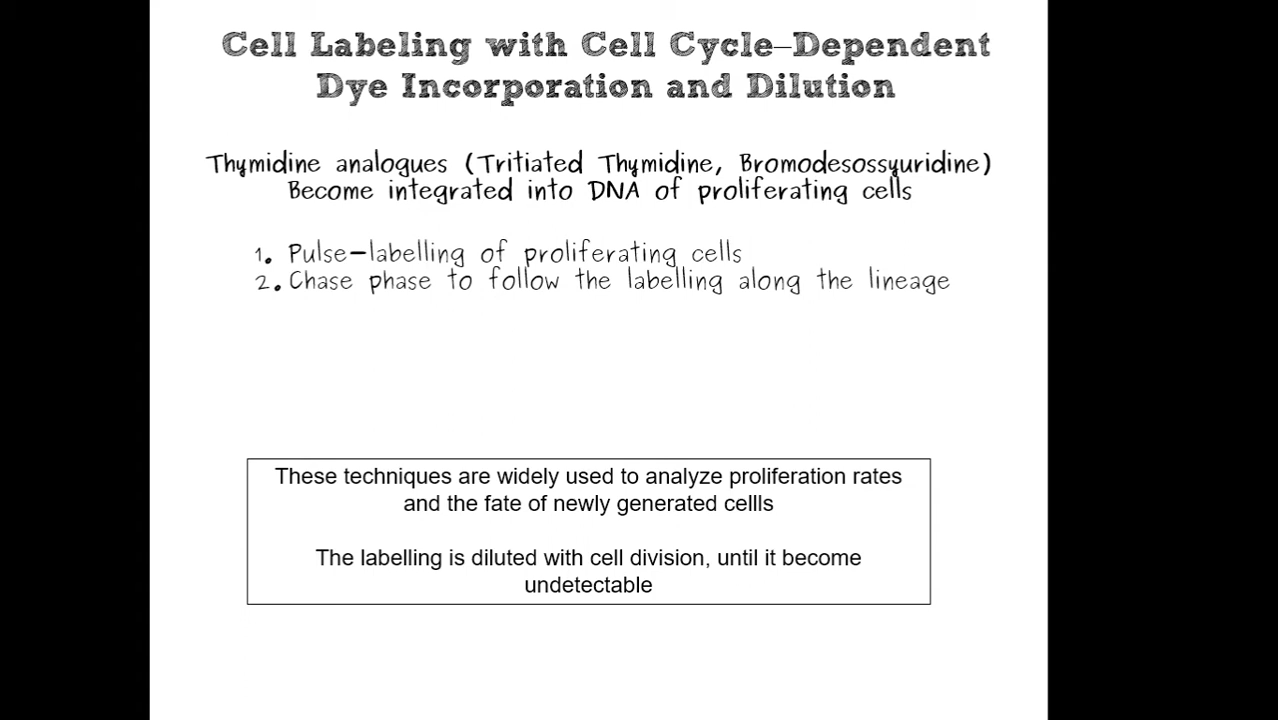 Cell Labeling with Cell Cycle–Dependent
Dye Incorporation and Dilution
Thymidine analogues (Tritiated Thymidine, Bromodesossyuridine)
Become integrated into DNA of proliferating cells
1. Pulse-labelling of proliferating cells
2. Chase phase to follow the labelling along the lineage
These techniques are widely used to analyze proliferation rates
and the fate of newly generated cellls
The labelling is diluted with cell division, until it become
undetectable